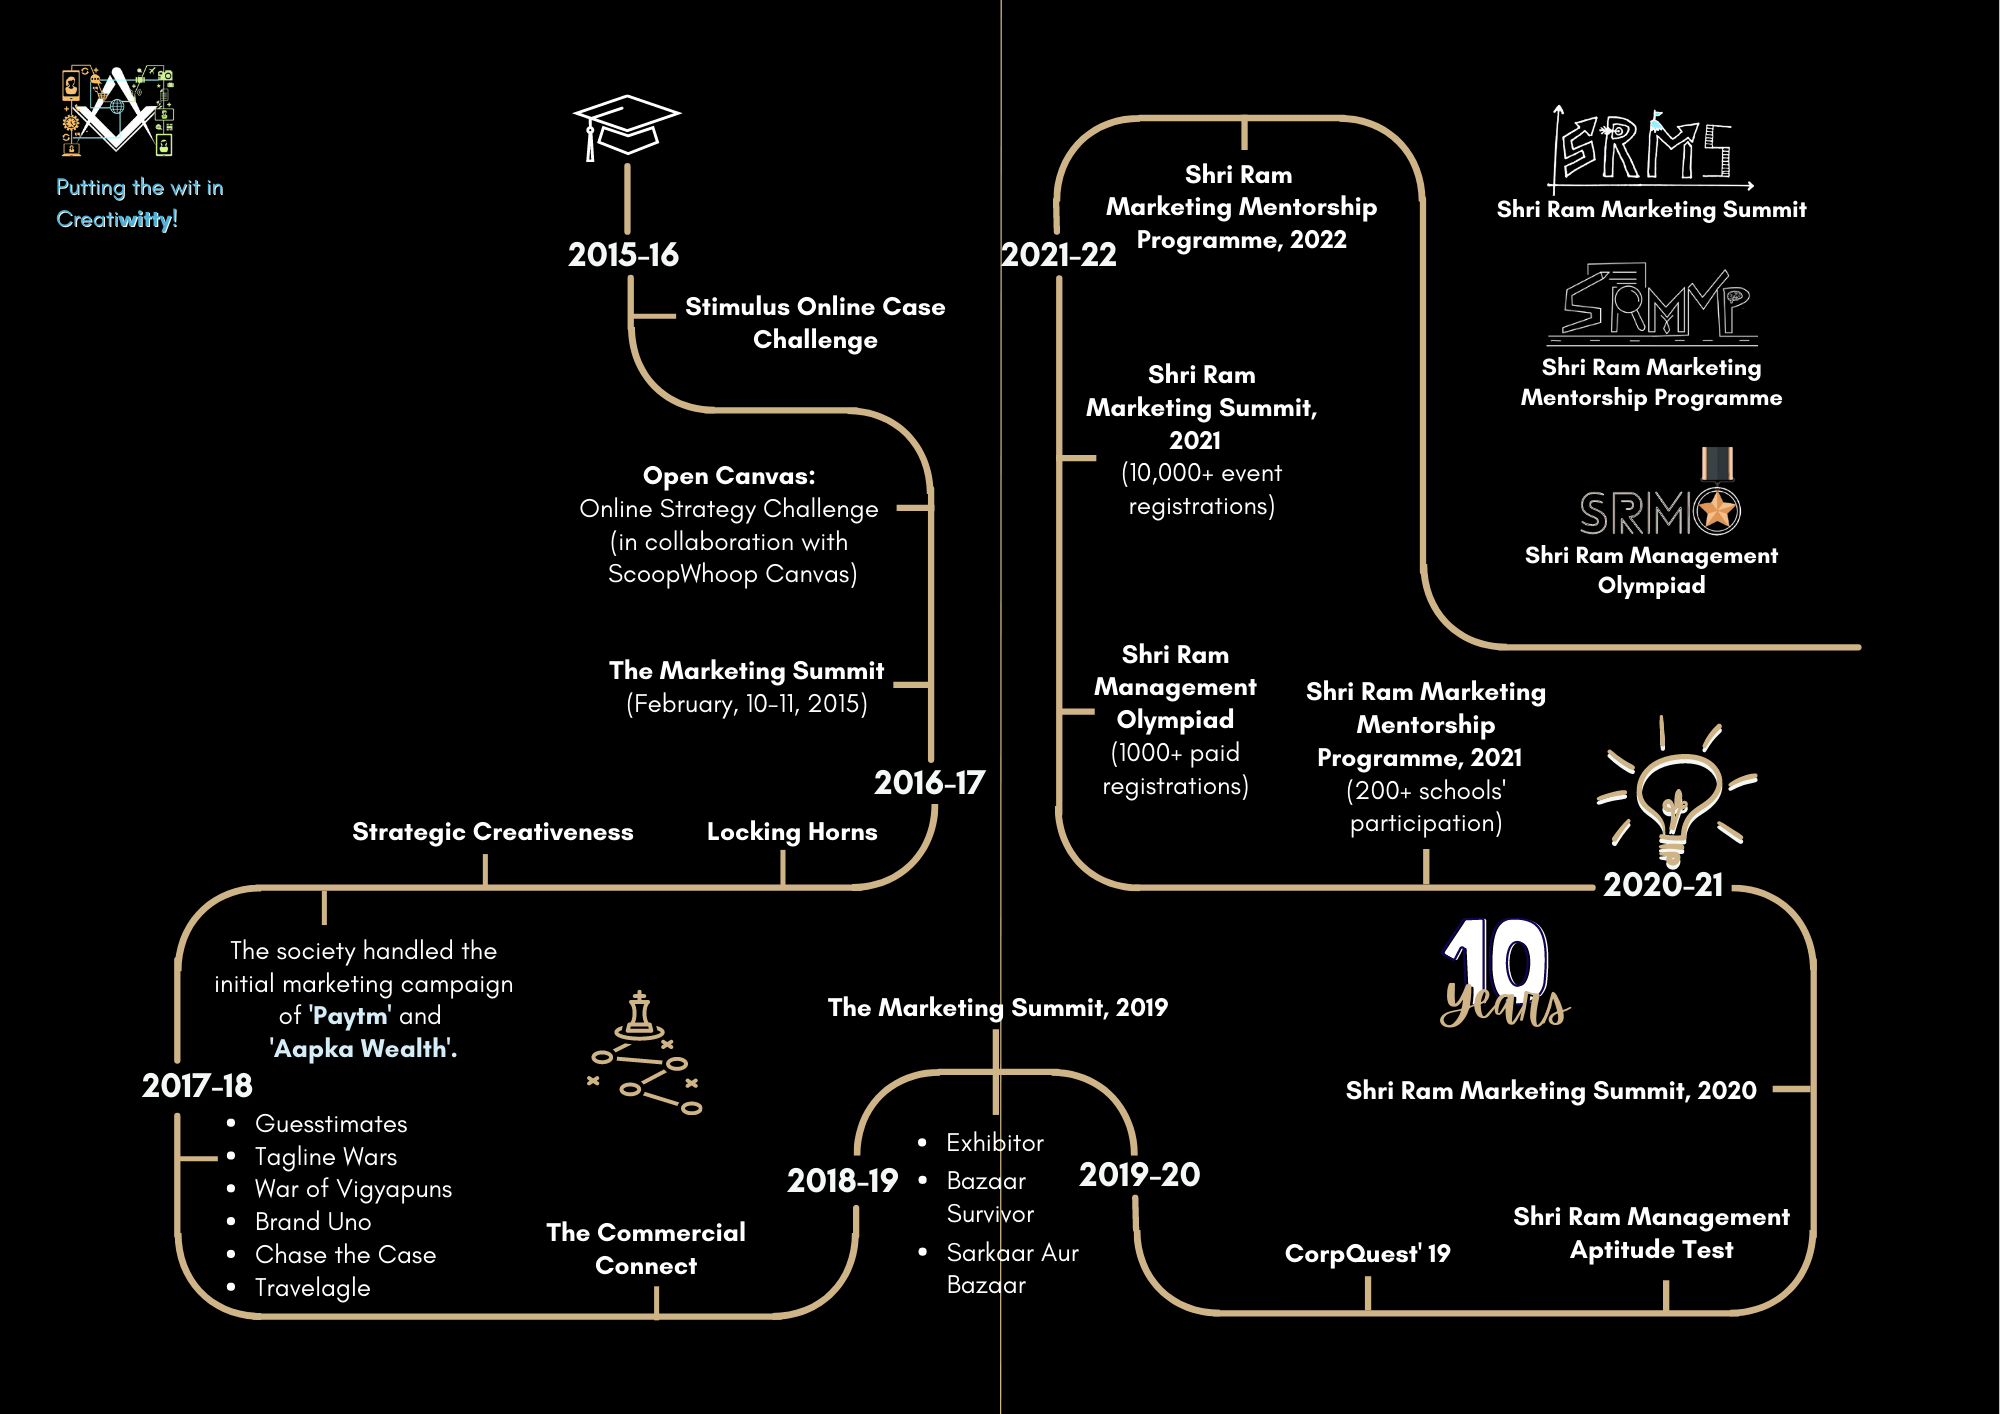 Putting the wit in
Creatiwitty!
2015-16
Stimulus Online Case
Challenge
Open Canvas:
Online Strategy Challenge
(in collaboration with
ScoopWhoop Canvas)
The Marketing Summit
(February, 10-11, 2015)
2016-17
Locking Horns
Strategic Creativeness
The society handled the
initial marketing campaign
of 'Paytm' and
'Aapka Wealth'.
2017-18
• Guesstimates
• Tagline Wars
• War of Vigyapuns
• Brand Uno
• Chase the Case
• Travelagle
The Commercial
Connect
2018-19
The Marketing Summit, 2019
• Exhibitor
• Bazaar
Survivor
• Sarkaar Aur
Bazaar
2019-20
CorpQuest' 19
Shri Ram Management
Aptitude Test
Shri Ram Marketing Summit, 2020
10
years
2020-21
Shri Ram Marketing
Mentorship
Programme, 2021
(200+ schools'
participation)
Shri Ram
Management
Olympiad
(1000+ paid
registrations)
Shri Ram
Marketing Summit,
2021
(10,000+ event
registrations)
2021-22
Shri Ram
Marketing Mentorship
Programme, 2022
SRMS
Shri Ram Marketing Summit
SRMMP
Shri Ram Marketing
Mentorship Programme
SRMO
Shri Ram Management
Olympiad